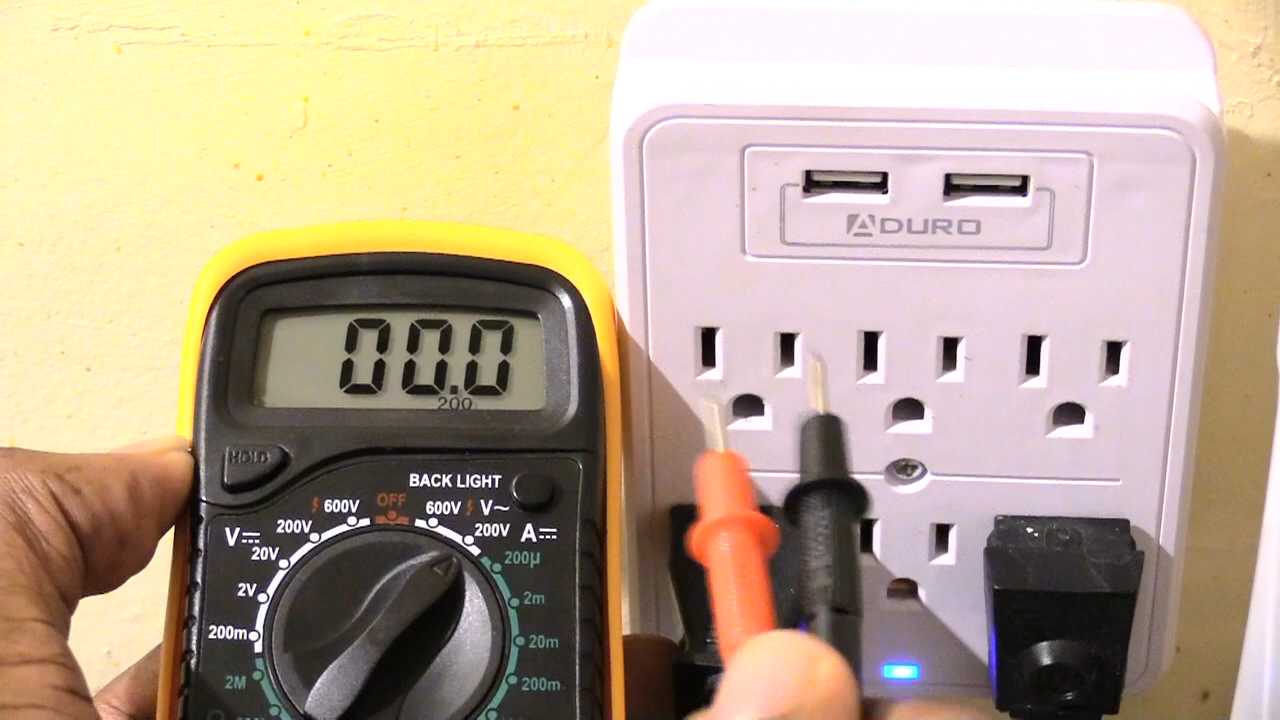 ADURO
00.0
200
HOLD
BACK LIGHT
OFF
600V
600V
V~
200V
200V
V⎓
A⎓
20V
200µ
2V
2m
200m
20m
2M
200m